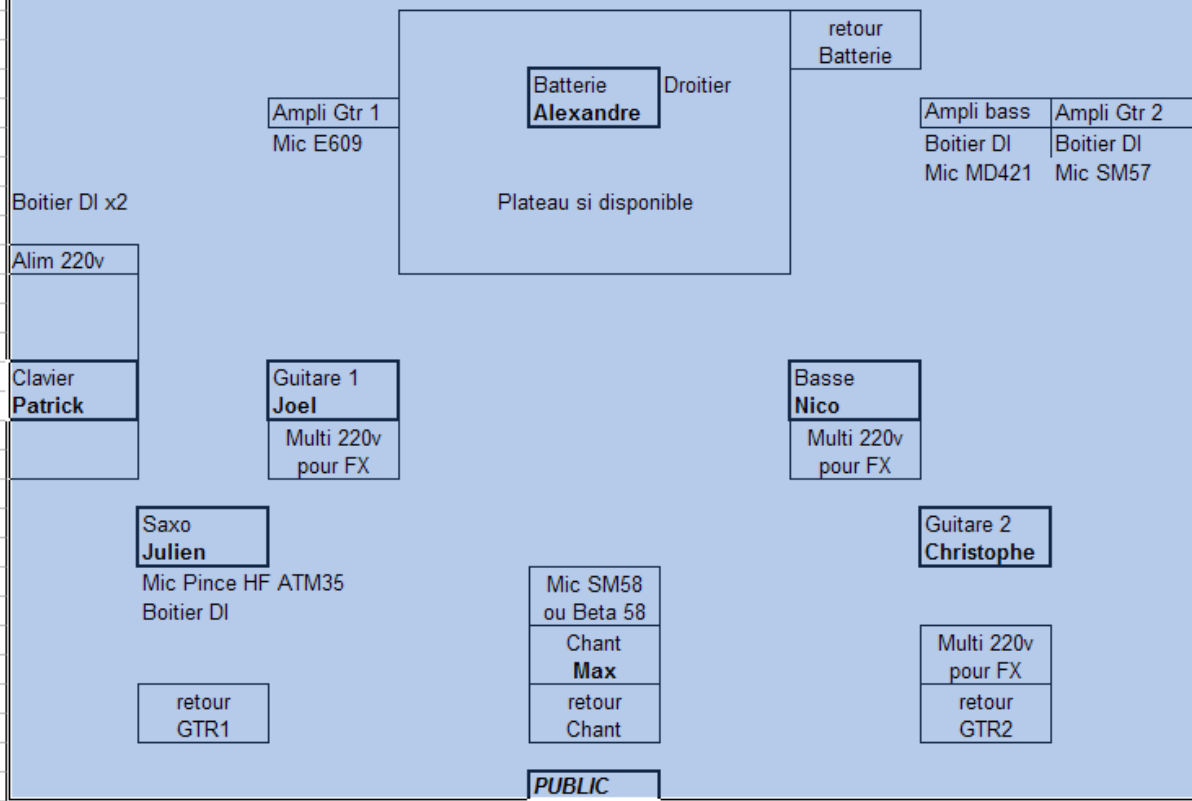 retour
Batterie
Batterie Droitier
Alexandre
Ampli Gtr 1
Mic E609
Ampli bass Ampli Gtr 2
Boitier DI Boitier DI
Mic MD421 Mic SM57
Boitier DI x2
Plateau si disponible
Alim 220v
Clavier
Patrick
Guitare 1
Joel
Multi 220v
pour FX
Basse
Nico
Multi 220v
pour FX
Saxo
Julien
Mic Pince HF ATM35
Boitier DI
Guitare 2
Christophe
Mic SM58
ou Beta 58
Chant
Max
Multi 220v
pour FX
retour
GTR1
retour
Chant
retour
GTR2
PUBLIC